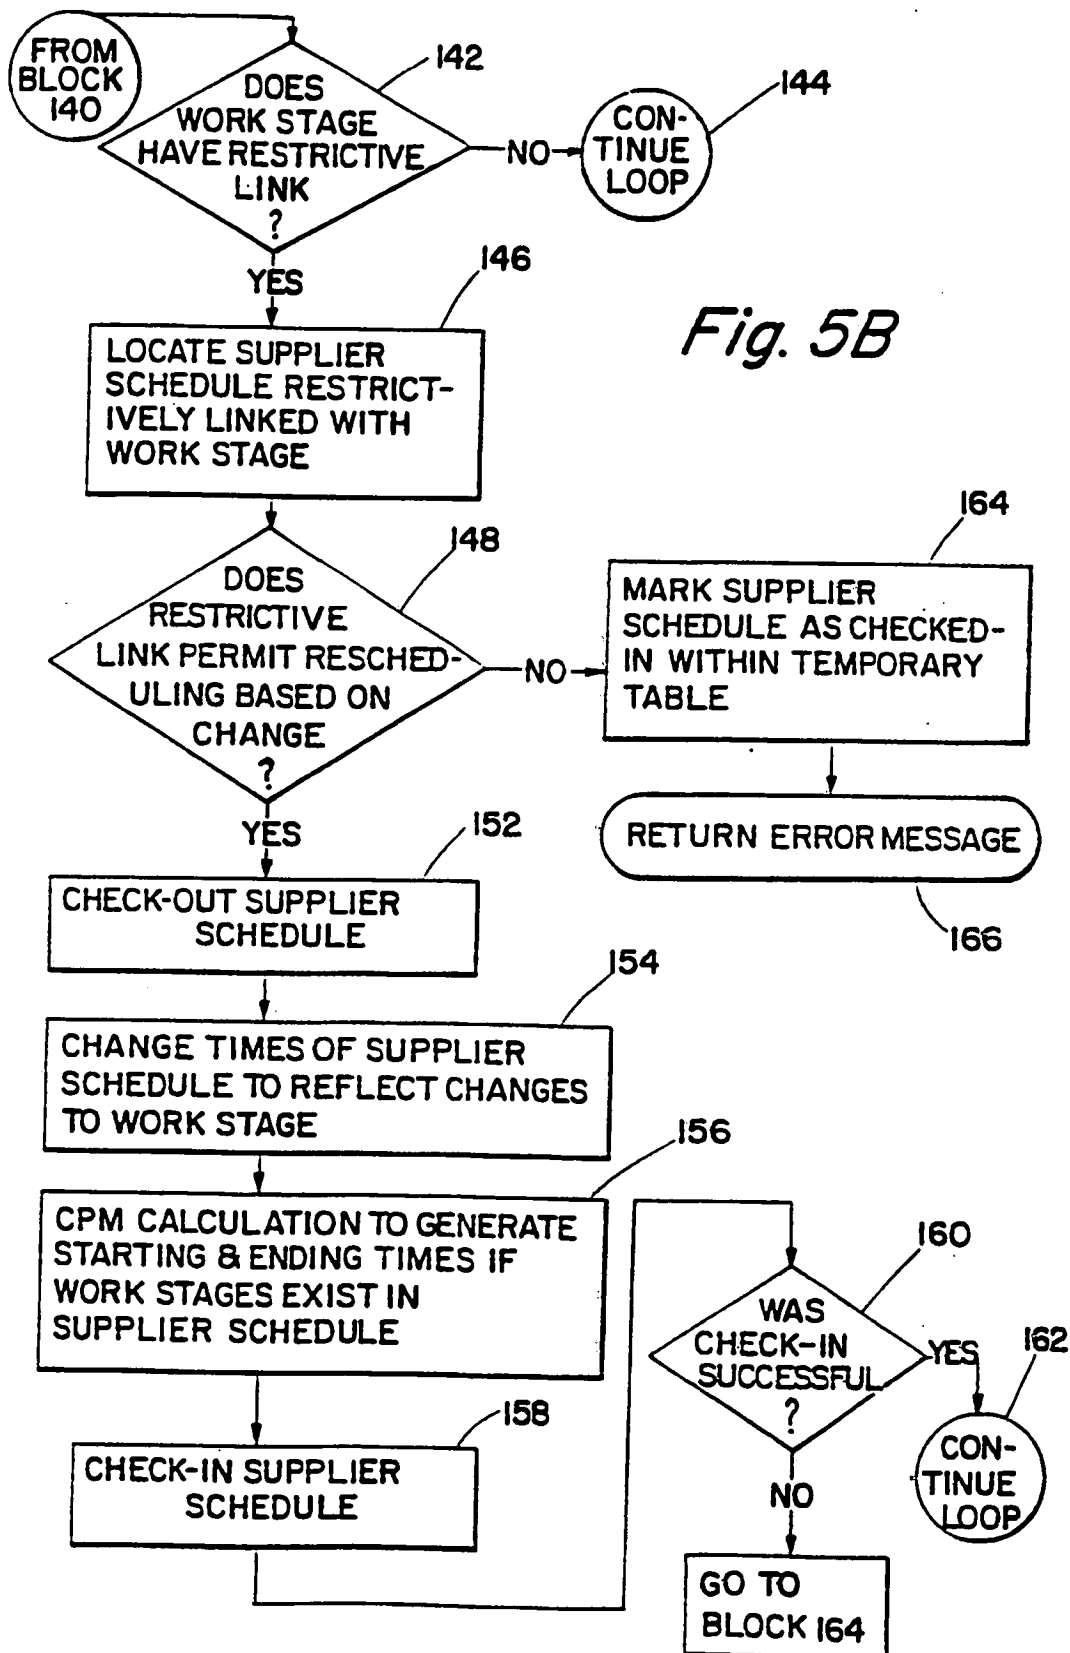 FROM
BLOCK
140
142
DOES
WORK STAGE
HAVE RESTRICTIVE
LINK
?
NO
144
CON-
TINUE
LOOP
YES
146
LOCATE SUPPLIER
SCHEDULE RESTRICT-
IVELY LINKED WITH
WORK STAGE
Fig. 5B
148
DOES
RESTRICTIVE
LINK PERMIT RESCHED-
ULING BASED ON
CHANGE
?
NO
164
MARK SUPPLIER
SCHEDULE AS CHECKED-
IN WITHIN TEMPORARY
TABLE
RETURN ERROR MESSAGE
166
YES
152
CHECK-OUT SUPPLIER
SCHEDULE
154
CHANGE TIMES OF SUPPLIER
SCHEDULE TO REFLECT CHANGES
TO WORK STAGE
156
CPM CALCULATION TO GENERATE
STARTING & ENDING TIMES IF
WORK STAGES EXIST IN
SUPPLIER SCHEDULE
158
CHECK-IN SUPPLIER
SCHEDULE
160
WAS
CHECK-IN
SUCCESSFUL
?
YES
162
CON-
TINUE
LOOP
NO
GO TO
BLOCK 164